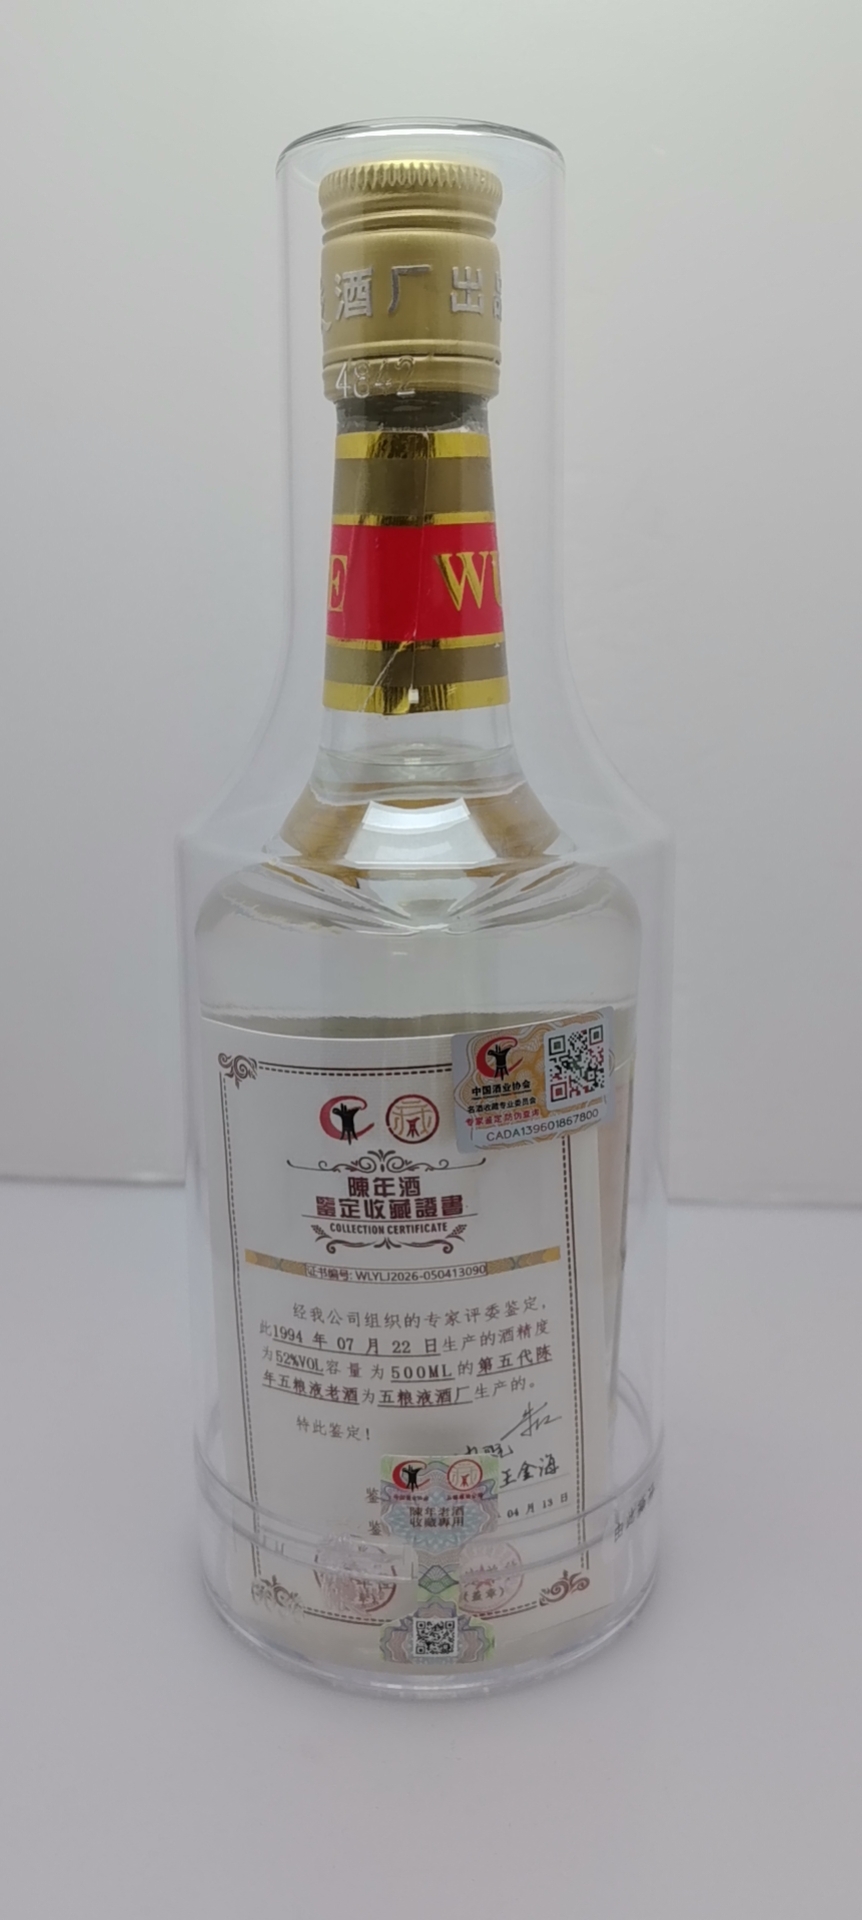 酒厂出
4842
E WU
中国酒业协会
名酒收藏专业委员会
专家鉴定防伪查询
CADA139601867800
陳年酒
鑒定收藏證書
COLLECTION CERTIFICATE
证书编号: WLYLJ2026-050413090
经我公司组织的专家评委鉴定,
此1994 年 07 月 22 日生产的酒精度
为52%VOL容量为500ML的第五代陈
年五粮液老酒为五粮液酒厂生产的。
特此鉴定!
王金海
鉴
04 月 13 日
陳年老酒
收藏專用
鉴
(盖章)